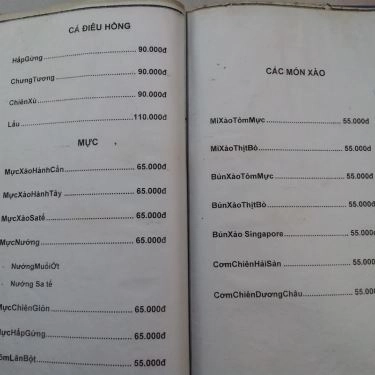 CÁ ĐIÊU HÔNG
HấpGừng 90.000đ
ChưngTương 90.000đ
ChiênXù 90.000đ
Lẩu 110.000đ
MỰC
MựcXàoHànhCần 65.000đ
MựcXàoHànhTây 65.000đ
MựcXàoSatế 65.000đ
MựcNướng 65.000đ
- NướngMuốiỚt
- Nướng Sa tế
MựcChiênGiòn 65.000đ
MựcHấpGừng 65.000đ
TômLănBột 55.000đ
CÁC MÓN XÀO
MìXàoTômMực 55.000đ
MìXàoThịtBò 55.000đ
BúnXàoTômMực 55.000đ
BúnXàoThịtBò 55.000đ
BúnXào Singapore 55.000đ
CơmChiênHảiSản 55.000
CơmChiênDươngChâu 55.000